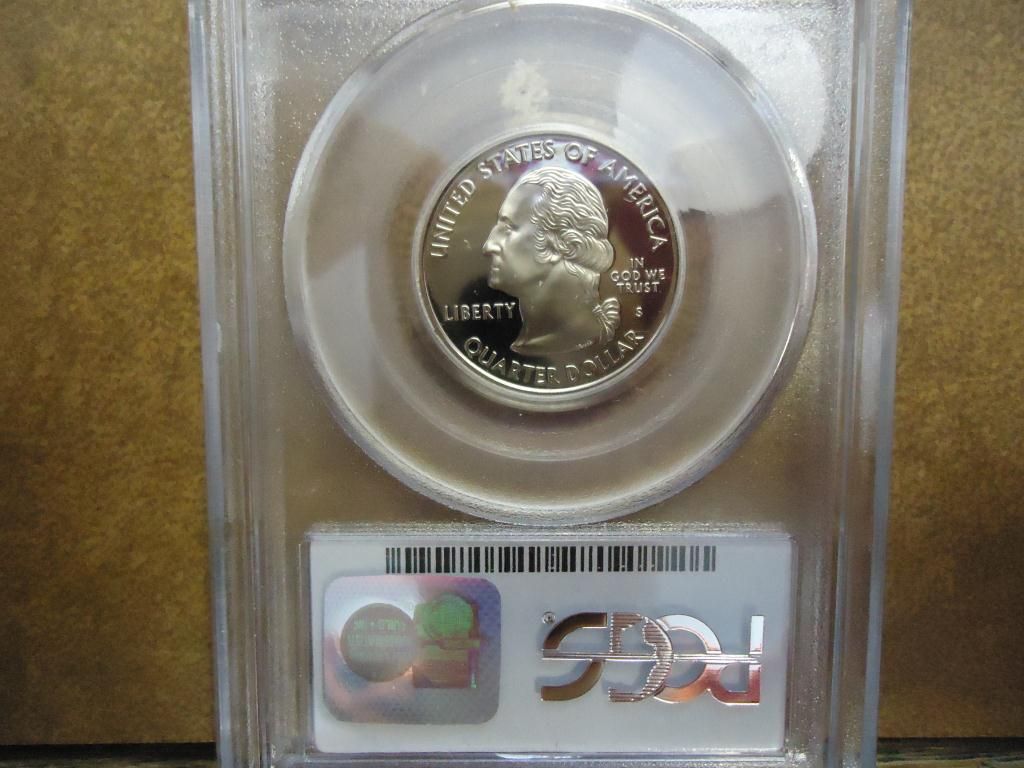 UNITED STATES OF AMERICA
IN
GOD WE
TRUST
LIBERTY
S
QUARTER DOLLAR
PCGS